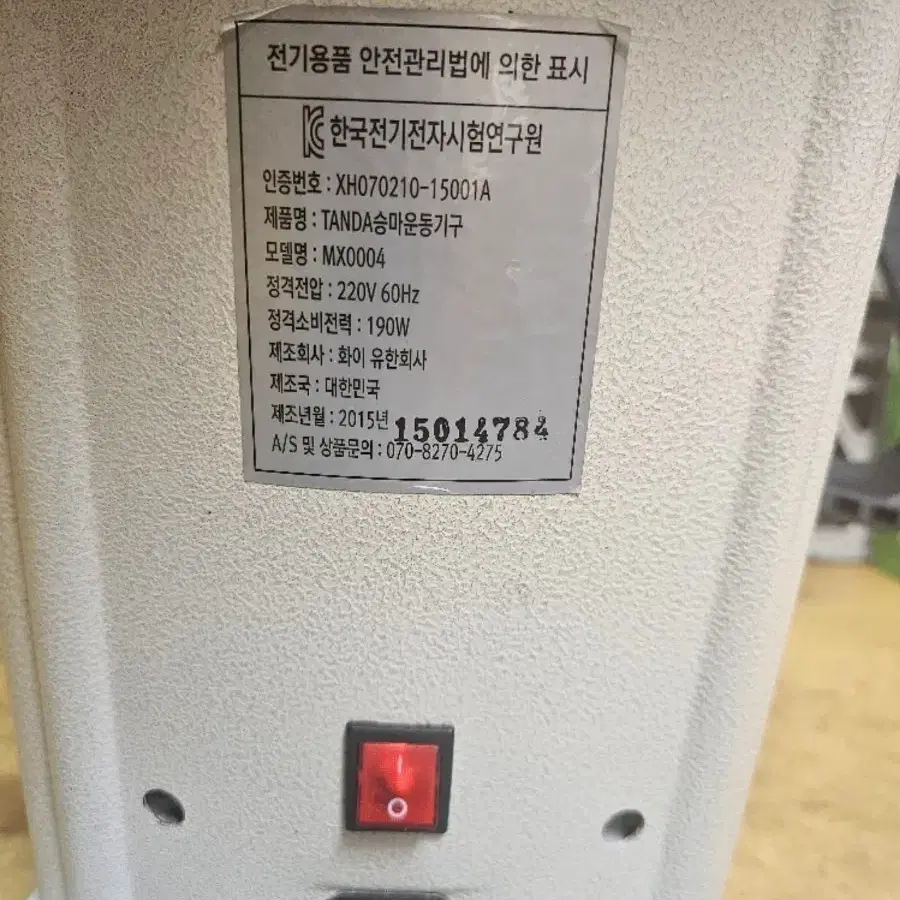 전기용품 안전관리법에 의한 표시
한국전기전자시험연구원
인증번호 : XH070210-15001A
제품명 : TANDA승마운동기구
모델명 : MX0004
정격전압 : 220V 60Hz
정격소비전력 : 190W
제조회사 : 화이 유한회사
제조국 : 대한민국
제조년월 : 2015년 15014784
A/S 및 상품문의 : 070-8270-4275